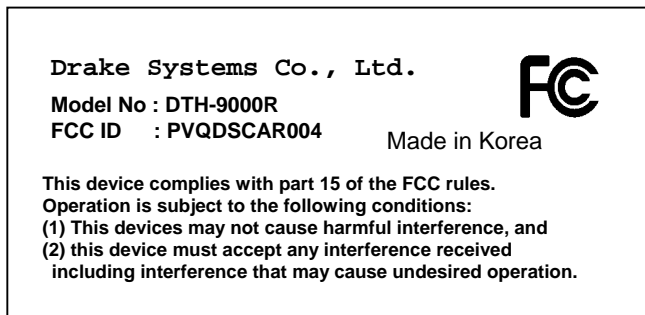 Drake Systems Co., Ltd.
FC
Model No : DTH-9000R
FCC ID : PVQDSCAR004
Made in Korea
This device complies with part 15 of the FCC rules.
Operation is subject to the following conditions:
(1) This devices may not cause harmful interference, and
(2) this device must accept any interference received
including interference that may cause undesired operation.